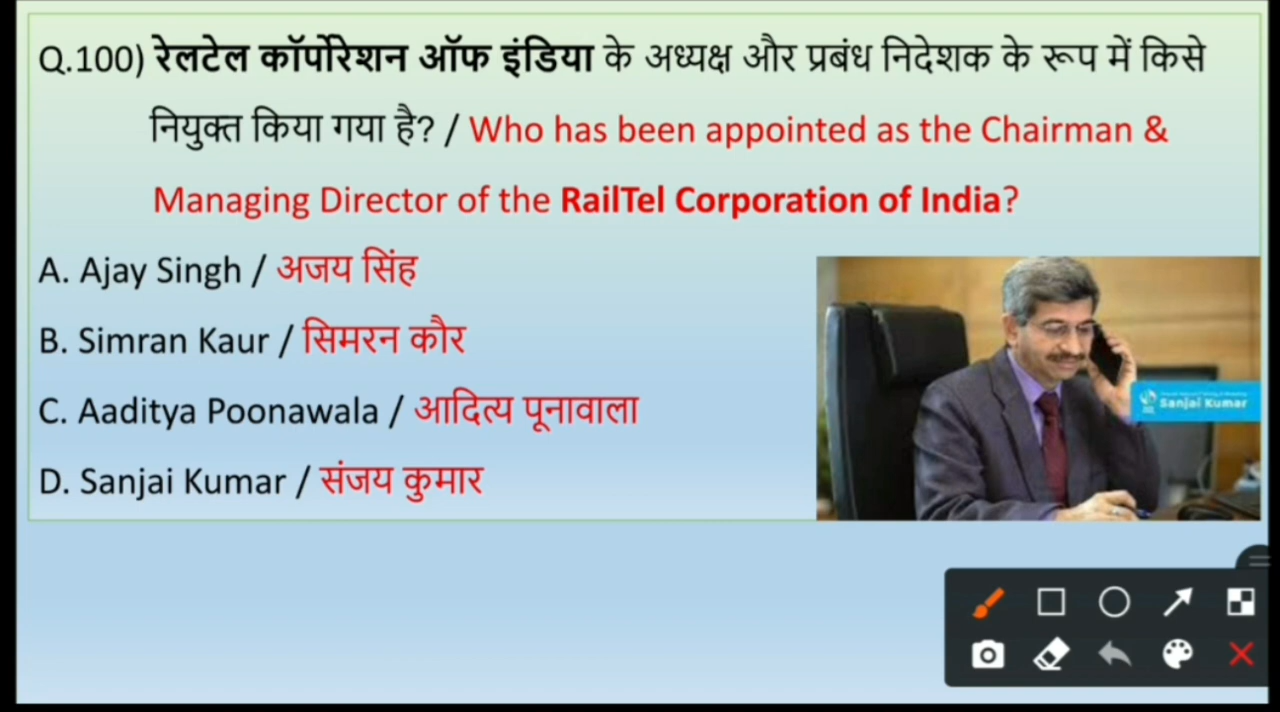 Q.100) रेलटेल कॉर्पोरेशन ऑफ इंडिया के अध्यक्ष और प्रबंध निदेशक के रूप में किसे
नियुक्त किया गया है? / Who has been appointed as the Chairman &
Managing Director of the RailTel Corporation of India?
A. Ajay Singh / अजय सिंह
B. Simran Kaur / सिमरन कौर
C. Aaditya Poonawala / आदित्य पूनावाला
D. Sanjai Kumar / संजय कुमार
Sanjai Kumar